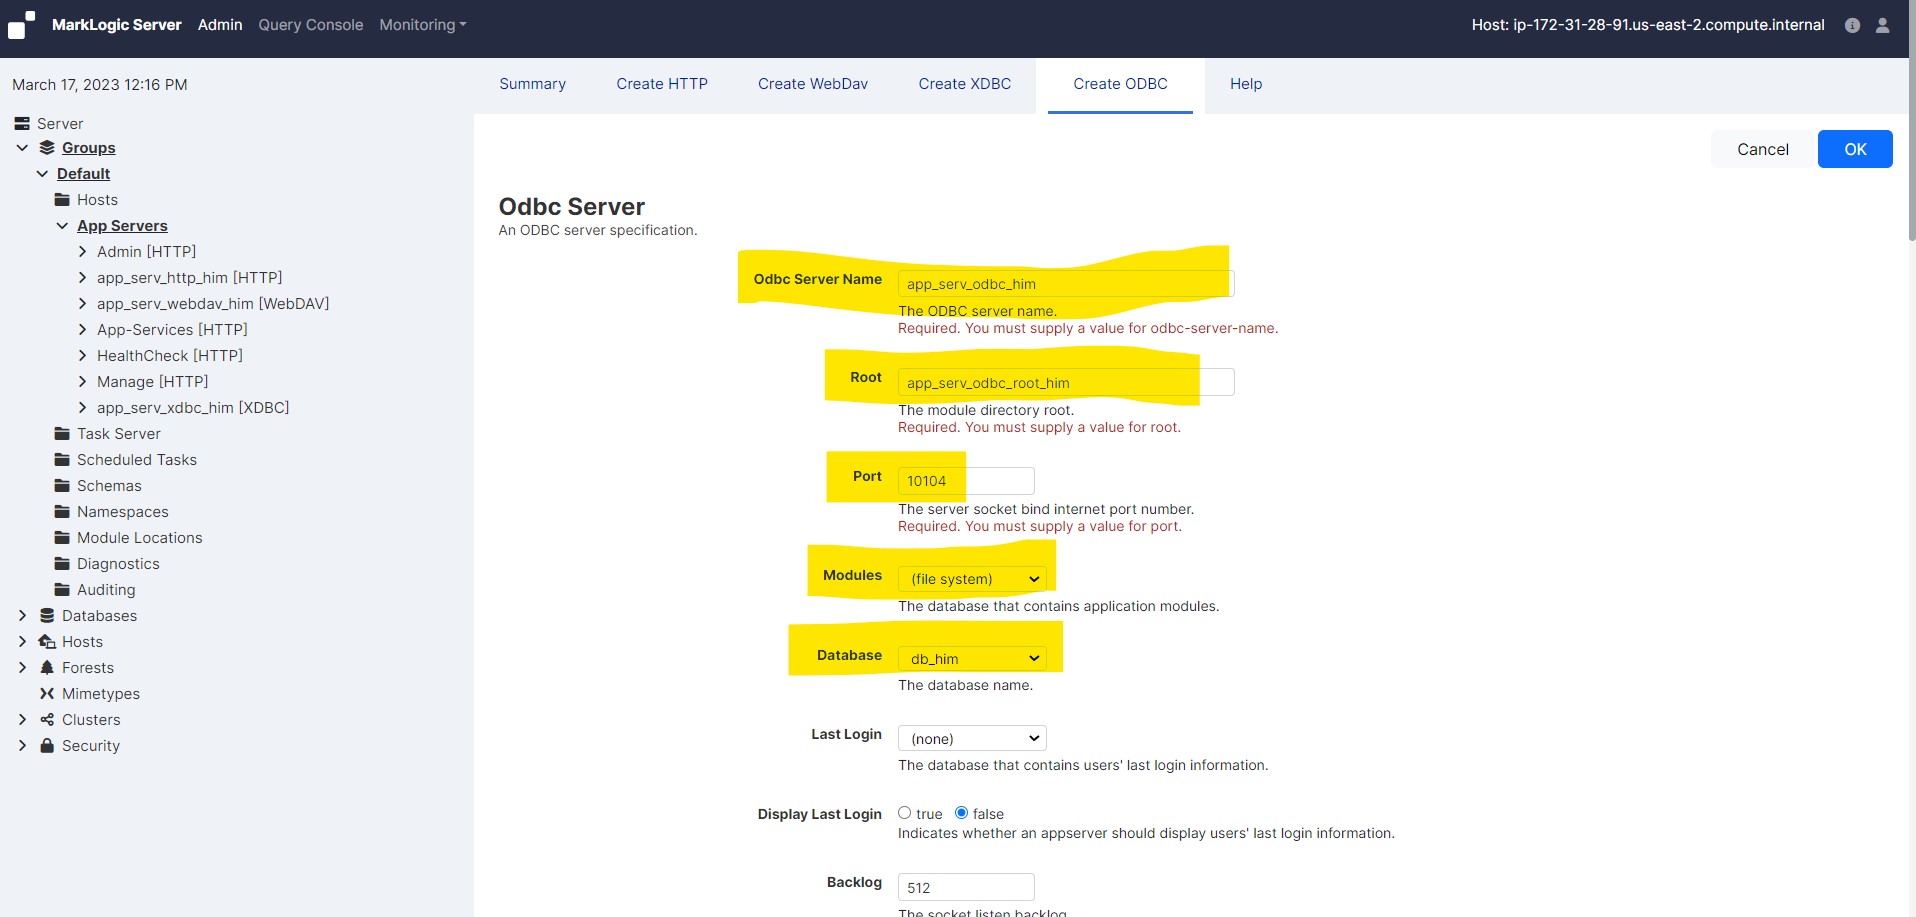 MarkLogic Server Admin Query Console Monitoring Host: ip-172-31-28-91.us-east-2.compute.internal
March 17, 2023 12:16 PM
Summary Create HTTP Create WebDav Create XDBC Create ODBC Help
Server
Groups
Default
Hosts
App Servers
Admin [HTTP]
app_serv_http_him [HTTP]
app_serv_webdav_him [WebDAV]
App-Services [HTTP]
HealthCheck [HTTP]
Manage [HTTP]
app_serv_xdbc_him [XDBC]
Task Server
Scheduled Tasks
Schemas
Namespaces
Module Locations
Diagnostics
Auditing
Databases
Hosts
Forests
Mimetypes
Clusters
Security
Cancel OK
Odbc Server
An ODBC server specification.
Odbc Server Name app_serv_odbc_him
The ODBC server name.
Required. You must supply a value for odbc-server-name.
Root app_serv_odbc_root_him
The module directory root.
Required. You must supply a value for root.
Port 10104
The server socket bind internet port number.
Required. You must supply a value for port.
Modules (file system)
The database that contains application modules.
Database db_him
The database name.
Last Login (none)
The database that contains users' last login information.
Display Last Login true false
Indicates whether an appserver should display users' last login information.
Backlog 512
The socket listen backlog